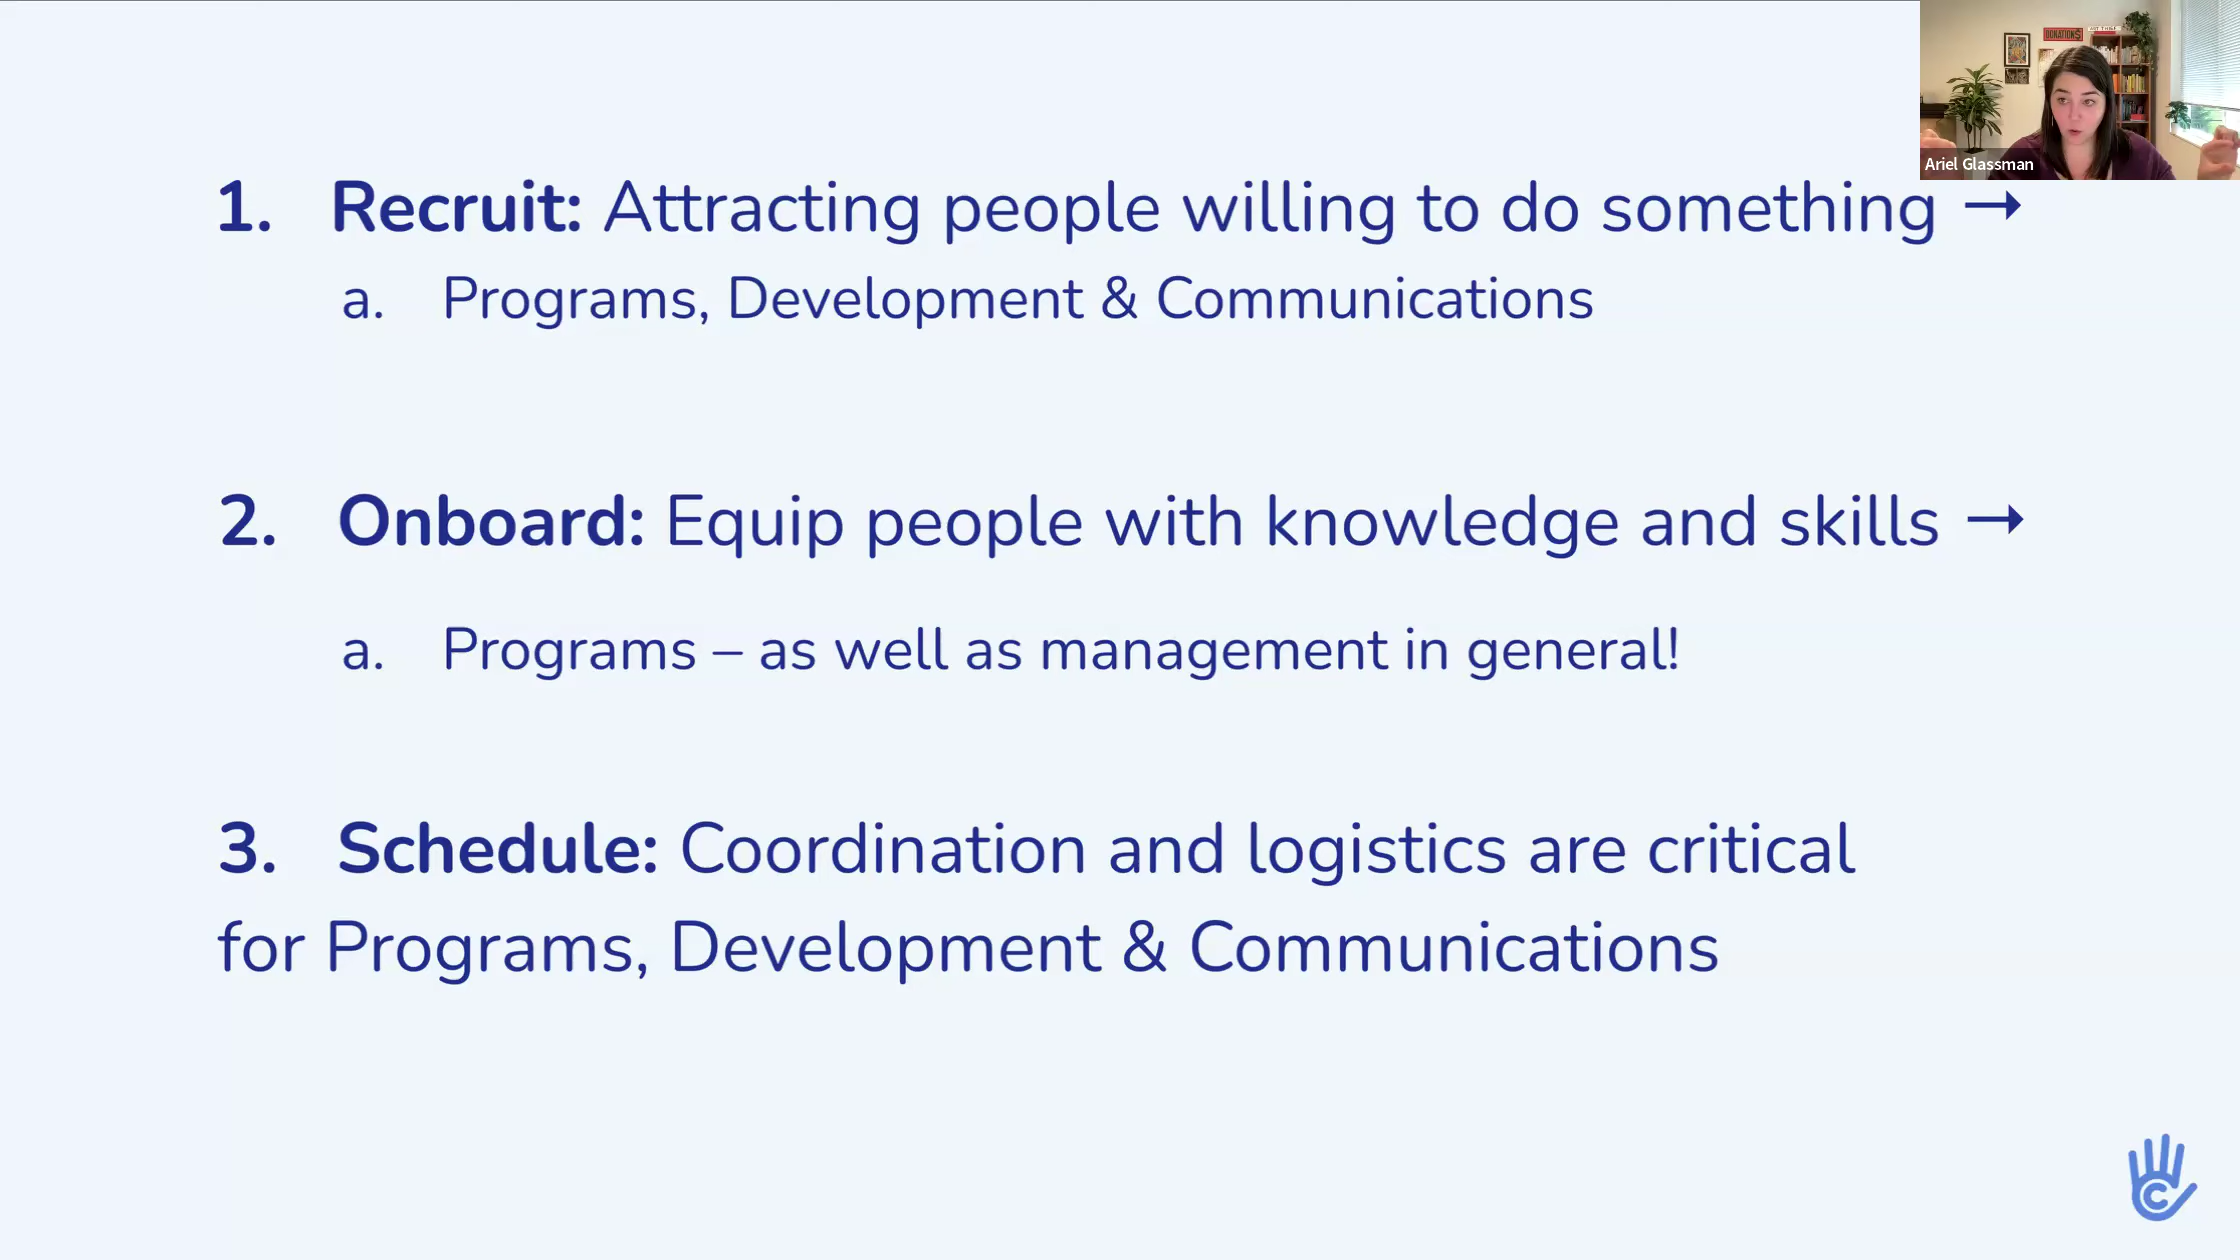 DONATIONS
Ariel Glassman
1. Recruit: Attracting people willing to do something →
a. Programs, Development & Communications
2. Onboard: Equip people with knowledge and skills →
a. Programs – as well as management in general!
3. Schedule: Coordination and logistics are critical
for Programs, Development & Communications
C